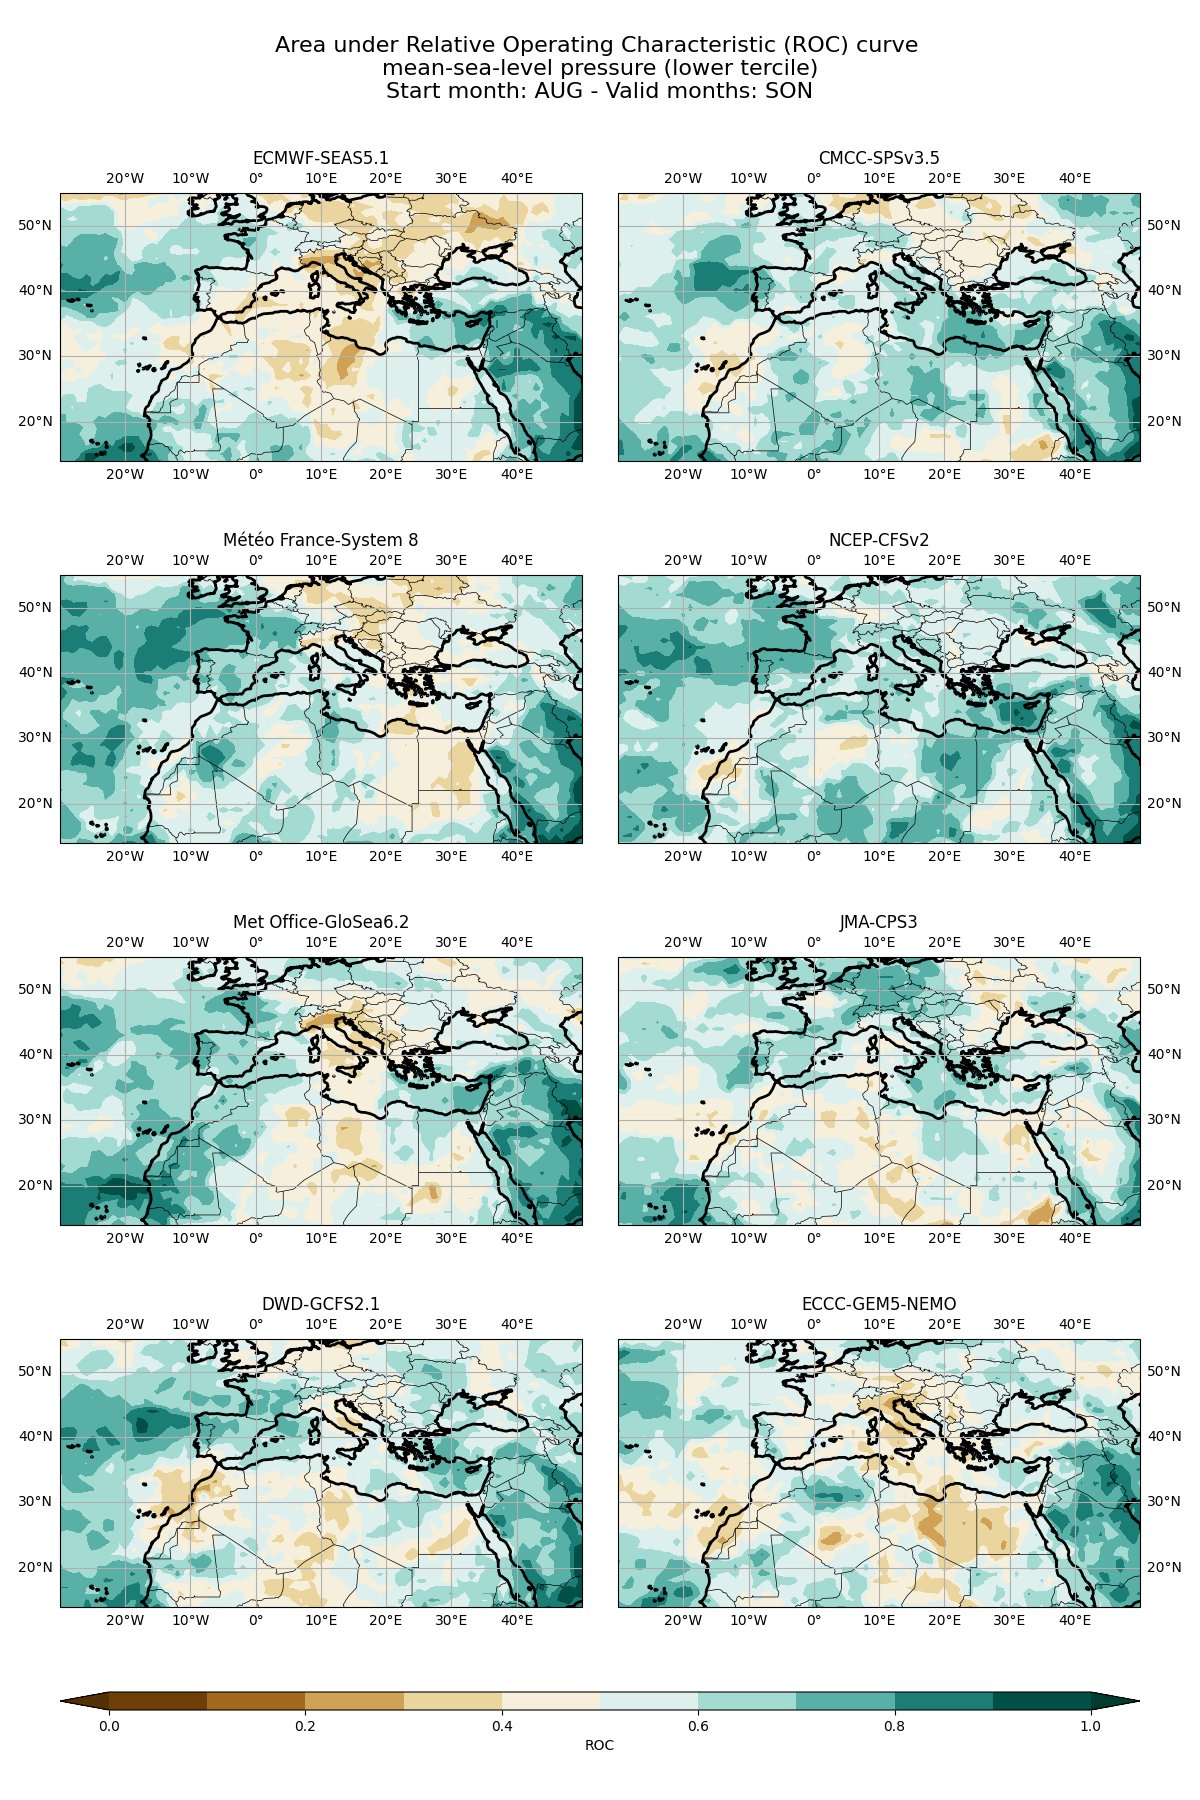 Area under Relative Operating Characteristic (ROC) curve
mean-sea-level pressure (lower tercile)
Start month: AUG - Valid months: SON
ECMWF-SEAS5.1
20°W 10°W 0° 10°E 20°E 30°E 40°E
50°N
40°N
30°N
20°N
20°W 10°W 0° 10°E 20°E 30°E 40°E
CMCC-SPSv3.5
20°W 10°W 0° 10°E 20°E 30°E 40°E
50°N
40°N
30°N
20°N
20°W 10°W 0° 10°E 20°E 30°E 40°E
Météo France-System 8
20°W 10°W 0° 10°E 20°E 30°E 40°E
50°N
40°N
30°N
20°N
20°W 10°W 0° 10°E 20°E 30°E 40°E
NCEP-CFSv2
20°W 10°W 0° 10°E 20°E 30°E 40°E
50°N
40°N
30°N
20°N
20°W 10°W 0° 10°E 20°E 30°E 40°E
Met Office-GloSea6.2
20°W 10°W 0° 10°E 20°E 30°E 40°E
50°N
40°N
30°N
20°N
20°W 10°W 0° 10°E 20°E 30°E 40°E
JMA-CPS3
20°W 10°W 0° 10°E 20°E 30°E 40°E
50°N
40°N
30°N
20°N
20°W 10°W 0° 10°E 20°E 30°E 40°E
DWD-GCFS2.1
20°W 10°W 0° 10°E 20°E 30°E 40°E
50°N
40°N
30°N
20°N
20°W 10°W 0° 10°E 20°E 30°E 40°E
ECCC-GEM5-NEMO
20°W 10°W 0° 10°E 20°E 30°E 40°E
50°N
40°N
30°N
20°N
20°W 10°W 0° 10°E 20°E 30°E 40°E
0.0 0.2 0.4 0.6 0.8 1.0
ROC